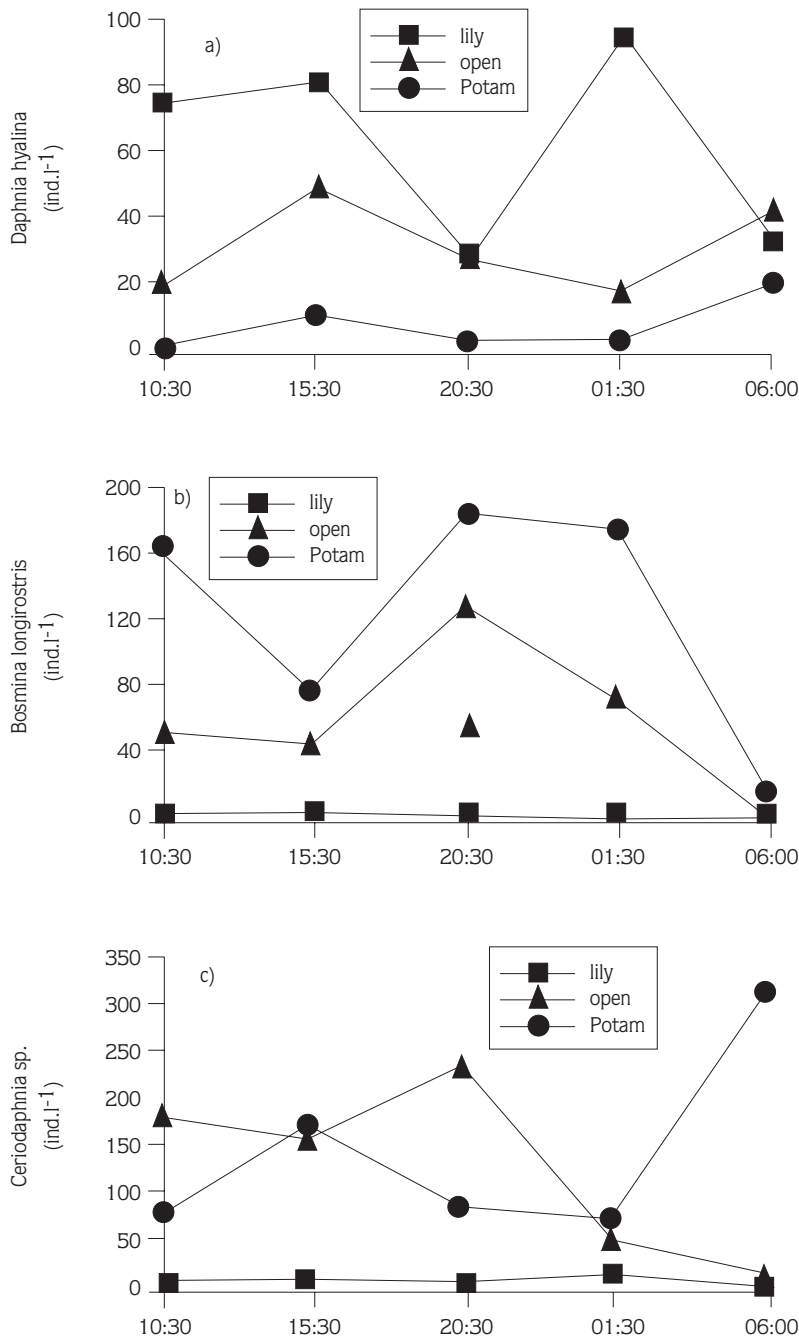 a)
lily
open
Potam
Daphnia hyalina
(ind.l-1)
100
80
60
40
20
0
10:30 15:30 20:30 01:30 06:00
b)
lily
open
Potam
Bosmina longirostris
(ind.l-1)
200
160
120
80
40
0
10:30 15:30 20:30 01:30 06:00
c)
lily
open
Potam
Ceriodaphnia sp.
(ind.l-1)
350
300
250
200
150
100
50
0
10:30 15:30 20:30 01:30 06:00